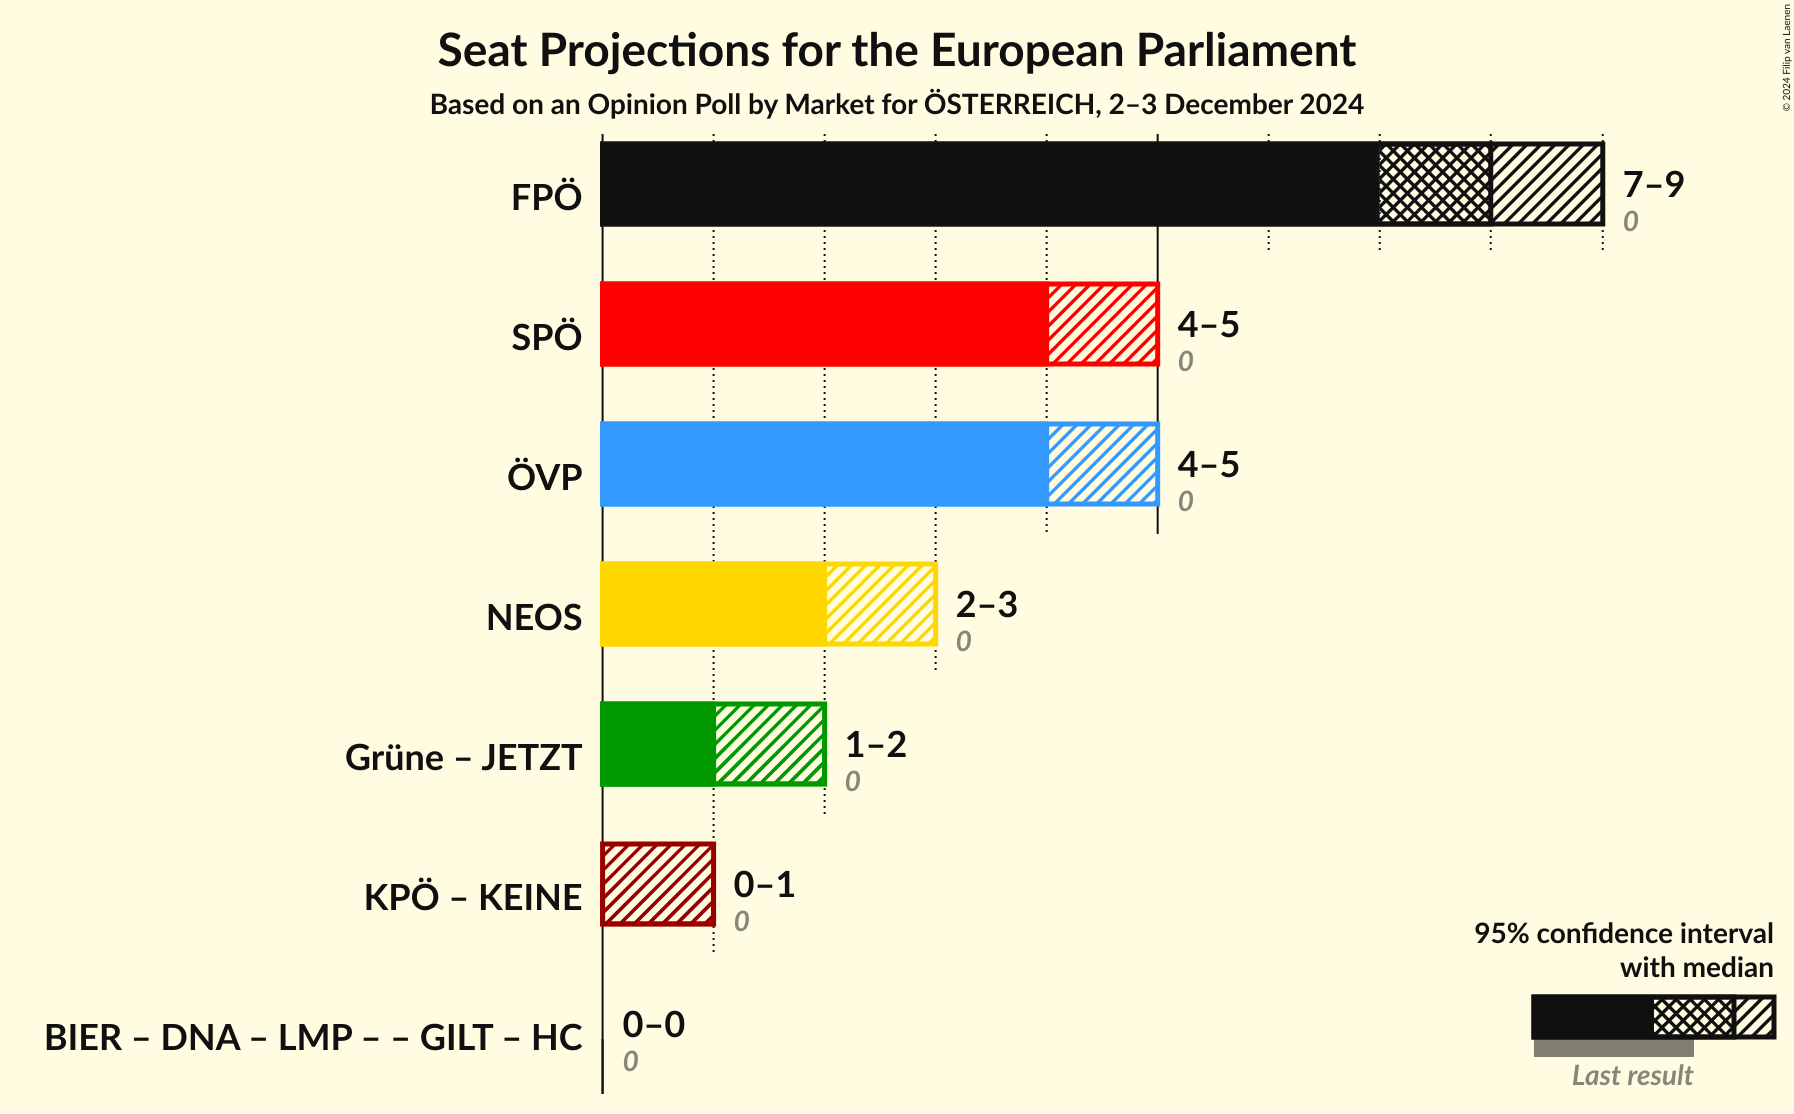 Seat Projections for the European Parliament
Based on an Opinion Poll by Market for ÖSTERREICH, 2–3 December 2024
© 2024 Filip van Laenen
FPÖ
7–9
0
SPÖ
4–5
0
ÖVP
4–5
0
NEOS
2–3
0
Grüne – JETZT
1–2
0
KPÖ – KEINE
0–1
0
BIER – DNA – LMP – – GILT – HC
0–0
0
95% confidence interval
with median
Last result